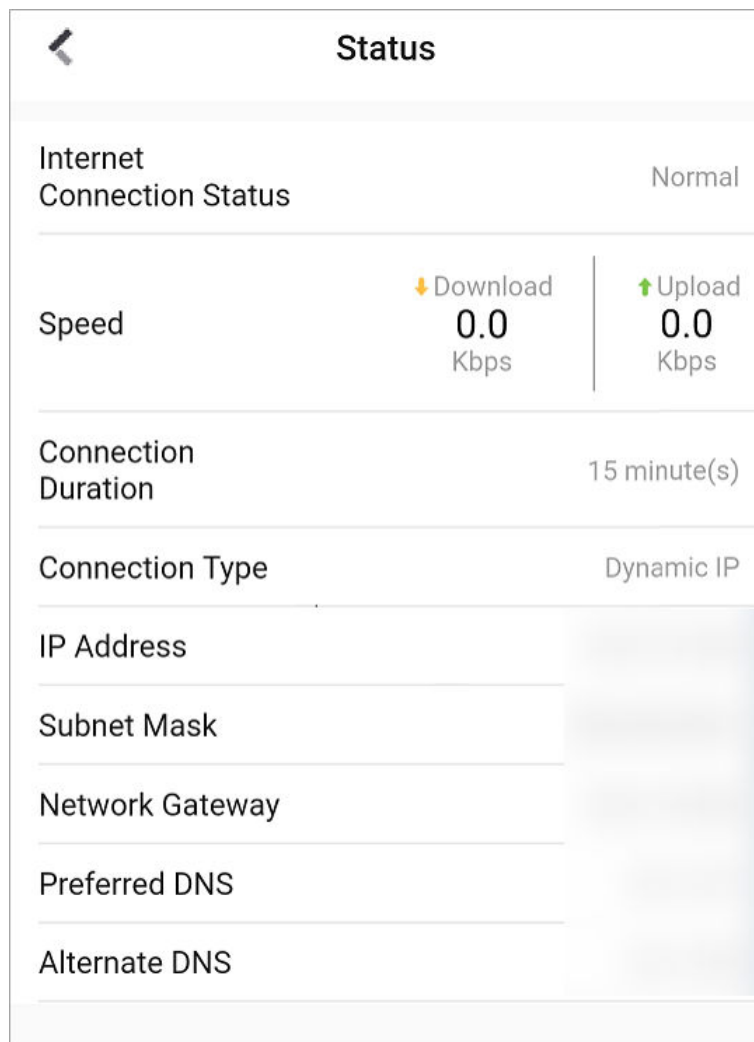 Status
Internet
Connection Status
Normal
Speed
Download
0.0
Kbps
Upload
0.0
Kbps
Connection
Duration
15 minute(s)
Connection Type
Dynamic IP
IP Address
Subnet Mask
Network Gateway
Preferred DNS
Alternate DNS